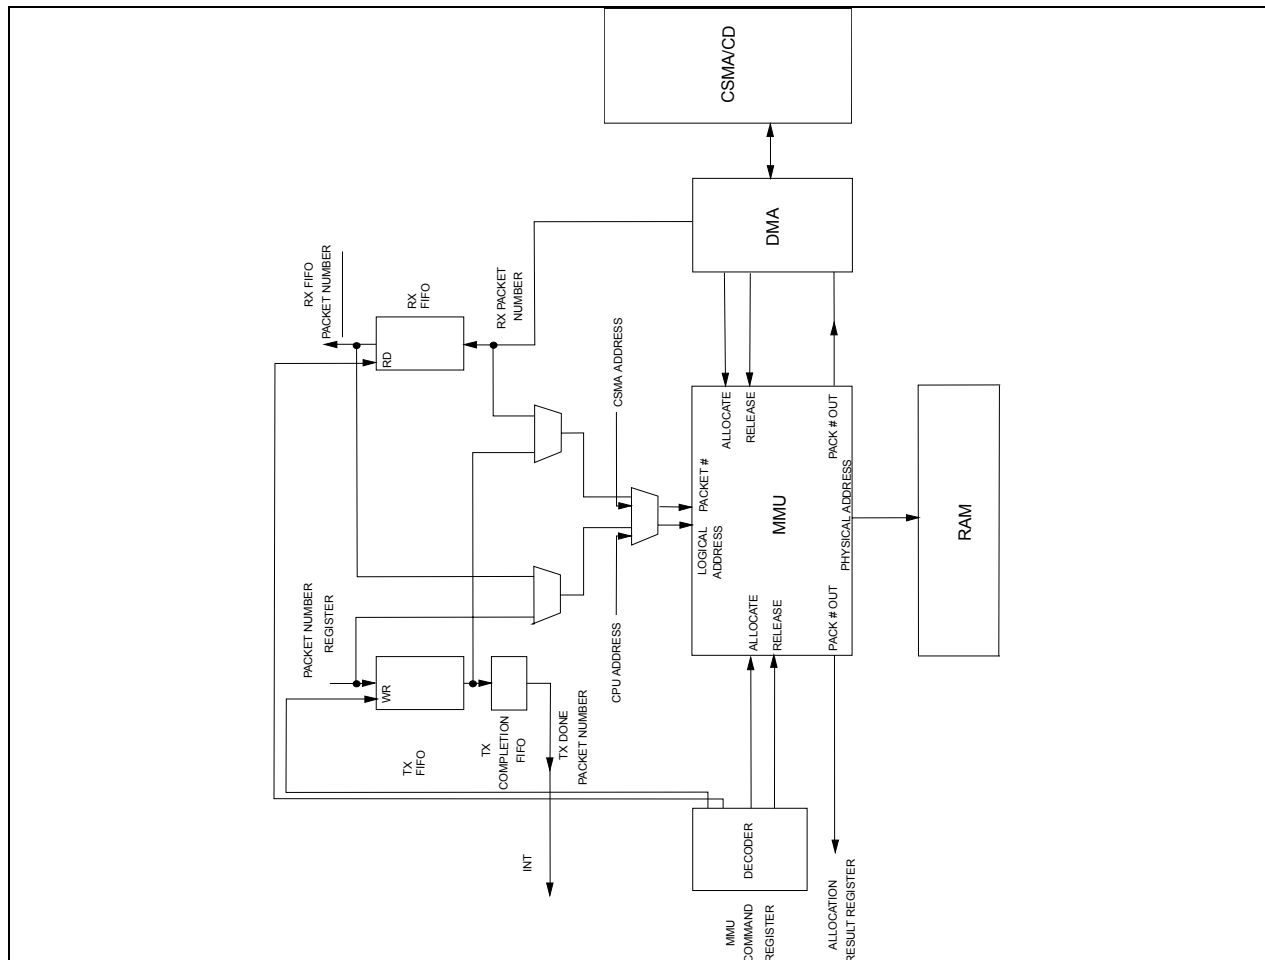 CSMA/CD
DMA
RX FIFO
PACKET NUMBER
RX
FIFO
RD
RX PACKET
NUMBER
CSMA ADDRESS
ALLOCATE
RELEASE
PACK # OUT
PACKET #
LOGICAL
ADDRESS
MMU
PHYSICAL ADDRESS
RAM
PACKET NUMBER
REGISTER
WR
CPU ADDRESS
ALLOCATE
RELEASE
PACK # OUT
TX
FIFO
TX
COMPLETION
FIFO
TX DONE
PACKET NUMBER
INT
DECODER
MMU
COMMAND
REGISTER
ALLOCATION
RESULT REGISTER